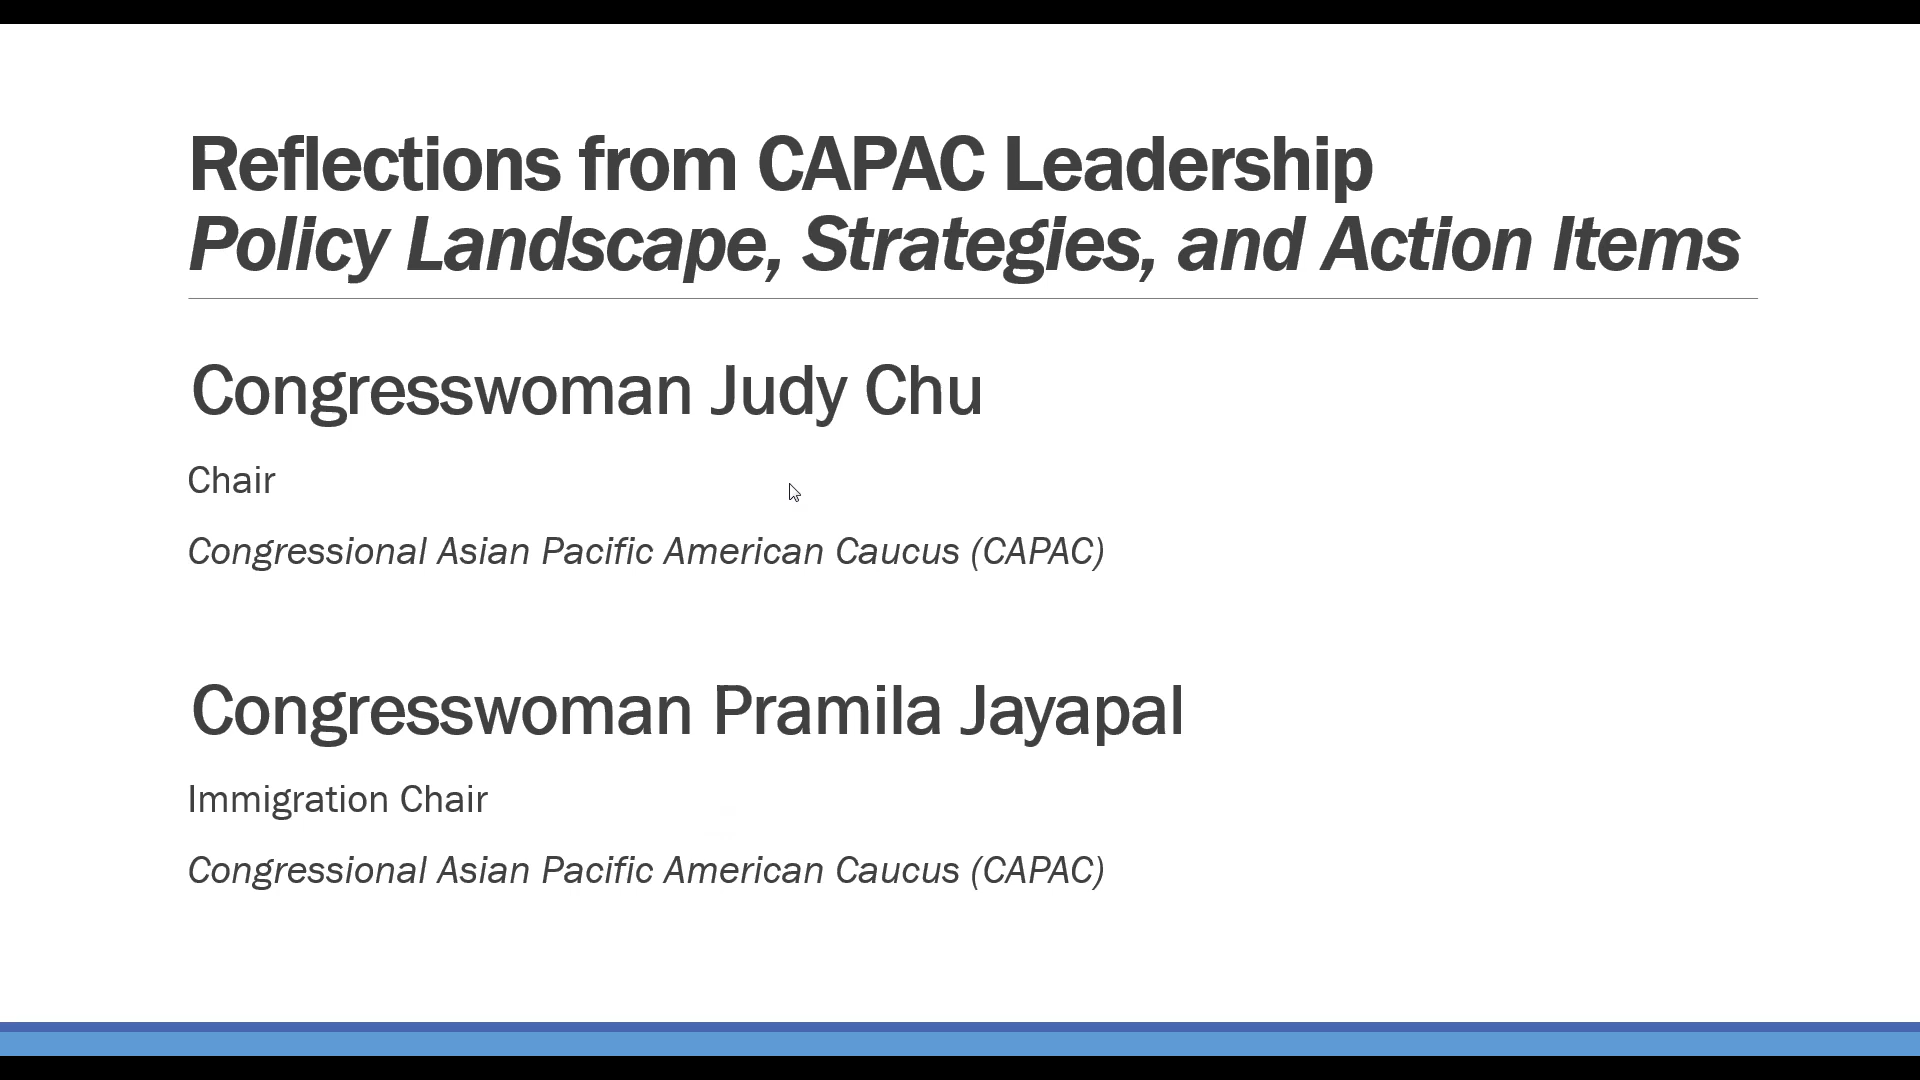 Reflections from CAPAC Leadership
Policy Landscape, Strategies, and Action Items
Congresswoman Judy Chu
Chair
Congressional Asian Pacific American Caucus (CAPAC)
Congresswoman Pramila Jayapal
Immigration Chair
Congressional Asian Pacific American Caucus (CAPAC)